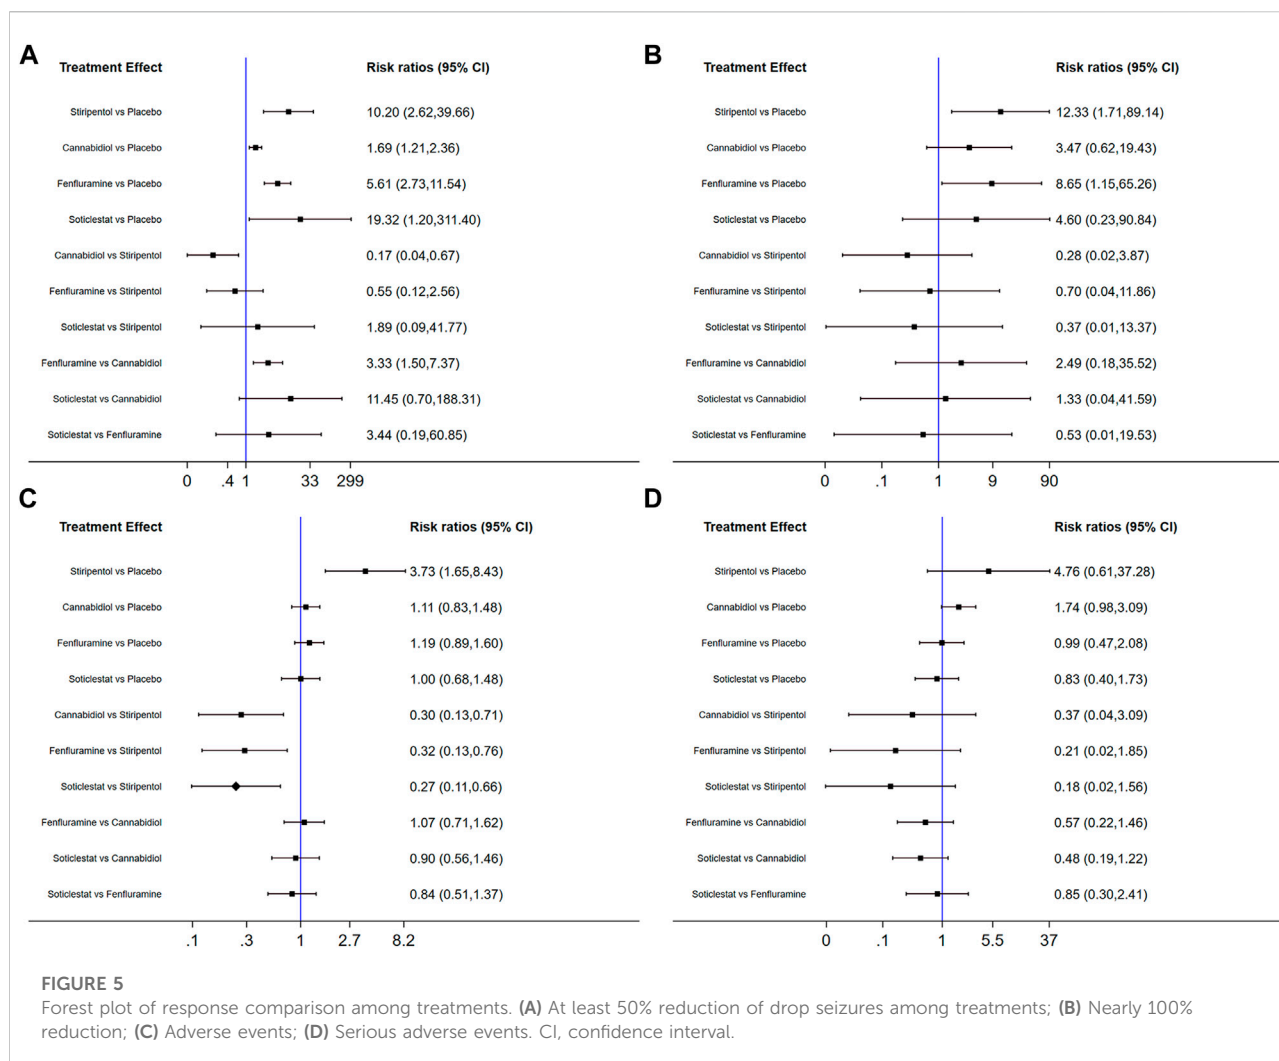 A
Treatment Effect Risk ratios (95% CI)
Stiripentol vs Placebo 10.20 (2.62,39.66)
Cannabidiol vs Placebo 1.69 (1.21,2.36)
Fenfluramine vs Placebo 5.61 (2.73,11.54)
Soticlestat vs Placebo 19.32 (1.20,311.40)
Cannabidiol vs Stiripentol 0.17 (0.04,0.67)
Fenfluramine vs Stiripentol 0.55 (0.12,2.56)
Soticlestat vs Stiripentol 1.89 (0.09,41.77)
Fenfluramine vs Cannabidiol 3.33 (1.50,7.37)
Soticlestat vs Cannabidiol 11.45 (0.70,188.31)
Soticlestat vs Fenfluramine 3.44 (0.19,60.85)
0 .4 1 33 299
B
Treatment Effect Risk ratios (95% CI)
Stiripentol vs Placebo 12.33 (1.71,89.14)
Cannabidiol vs Placebo 3.47 (0.62,19.43)
Fenfluramine vs Placebo 8.65 (1.15,65.26)
Soticlestat vs Placebo 4.60 (0.23,90.84)
Cannabidiol vs Stiripentol 0.28 (0.02,3.87)
Fenfluramine vs Stiripentol 0.70 (0.04,11.86)
Soticlestat vs Stiripentol 0.37 (0.01,13.37)
Fenfluramine vs Cannabidiol 2.49 (0.18,35.52)
Soticlestat vs Cannabidiol 1.33 (0.04,41.59)
Soticlestat vs Fenfluramine 0.53 (0.01,19.53)
0 .1 1 9 90
C
Treatment Effect Risk ratios (95% CI)
Stiripentol vs Placebo 3.73 (1.65,8.43)
Cannabidiol vs Placebo 1.11 (0.83,1.48)
Fenfluramine vs Placebo 1.19 (0.89,1.60)
Soticlestat vs Placebo 1.00 (0.68,1.48)
Cannabidiol vs Stiripentol 0.30 (0.13,0.71)
Fenfluramine vs Stiripentol 0.32 (0.13,0.76)
Soticlestat vs Stiripentol 0.27 (0.11,0.66)
Fenfluramine vs Cannabidiol 1.07 (0.71,1.62)
Soticlestat vs Cannabidiol 0.90 (0.56,1.46)
Soticlestat vs Fenfluramine 0.84 (0.51,1.37)
.1 .3 1 2.7 8.2
D
Treatment Effect Risk ratios (95% CI)
Stiripentol vs Placebo 4.76 (0.61,37.28)
Cannabidiol vs Placebo 1.74 (0.98,3.09)
Fenfluramine vs Placebo 0.99 (0.47,2.08)
Soticlestat vs Placebo 0.83 (0.40,1.73)
Cannabidiol vs Stiripentol 0.37 (0.04,3.09)
Fenfluramine vs Stiripentol 0.21 (0.02,1.85)
Soticlestat vs Stiripentol 0.18 (0.02,1.56)
Fenfluramine vs Cannabidiol 0.57 (0.22,1.46)
Soticlestat vs Cannabidiol 0.48 (0.19,1.22)
Soticlestat vs Fenfluramine 0.85 (0.30,2.41)
0 .1 1 5.5 37
FIGURE 5
Forest plot of response comparison among treatments. (A) At least 50% reduction of drop seizures among treatments; (B) Nearly 100%
reduction; (C) Adverse events; (D) Serious adverse events. CI, confidence interval.